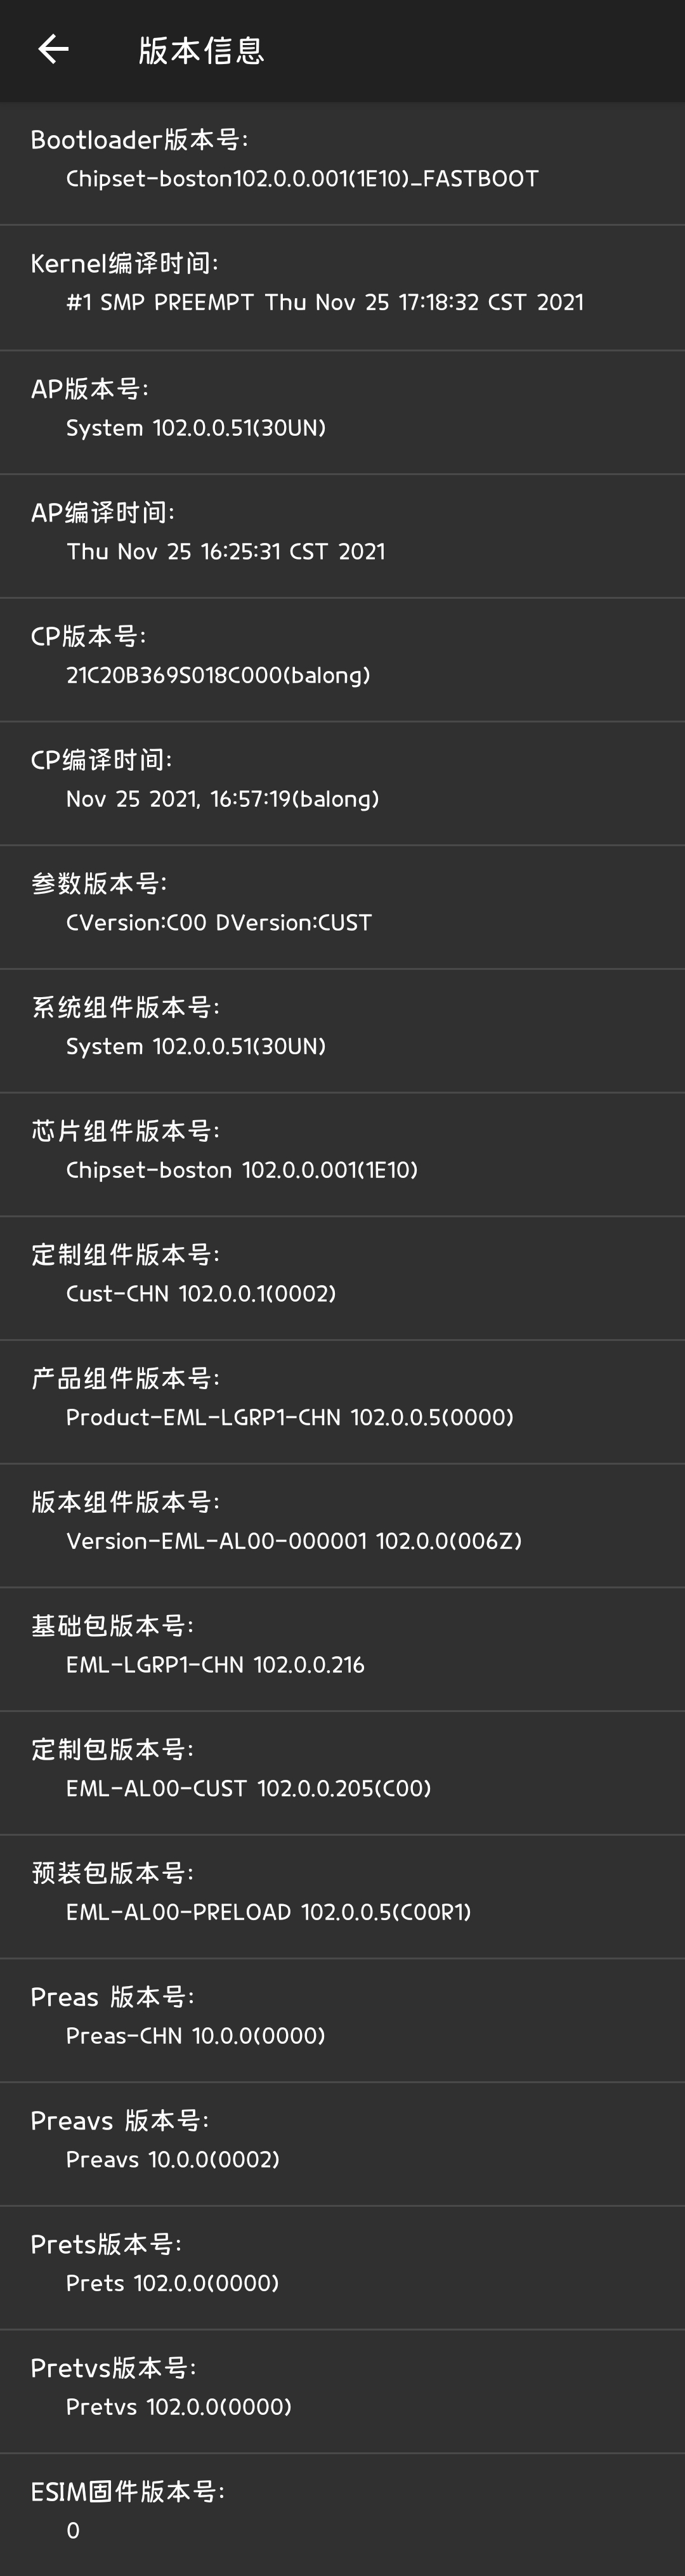 版本信息
Bootloader版本号:
Chipset-boston102.0.0.001(1E10)_FASTBOOT
Kernel编译时间:
#1 SMP PREEMPT Thu Nov 25 17:18:32 CST 2021
AP版本号:
System 102.0.0.51(30UN)
AP编译时间:
Thu Nov 25 16:25:31 CST 2021
CP版本号:
21C20B369S018C000(balong)
CP编译时间:
Nov 25 2021, 16:57:19(balong)
参数版本号:
CVersion:C00 DVersion:CUST
系统组件版本号:
System 102.0.0.51(30UN)
芯片组件版本号:
Chipset-boston 102.0.0.001(1E10)
定制组件版本号:
Cust-CHN 102.0.0.1(0002)
产品组件版本号:
Product-EML-LGRP1-CHN 102.0.0.5(0000)
版本组件版本号:
Version-EML-AL00-000001 102.0.0(006Z)
基础包版本号:
EML-LGRP1-CHN 102.0.0.216
定制包版本号:
EML-AL00-CUST 102.0.0.205(C00)
预装包版本号:
EML-AL00-PRELOAD 102.0.0.5(C00R1)
Preas 版本号:
Preas-CHN 10.0.0(0000)
Preavs 版本号:
Preavs 10.0.0(0002)
Prets版本号:
Prets 102.0.0(0000)
Pretvs版本号:
Pretvs 102.0.0(0000)
ESIM固件版本号:
0